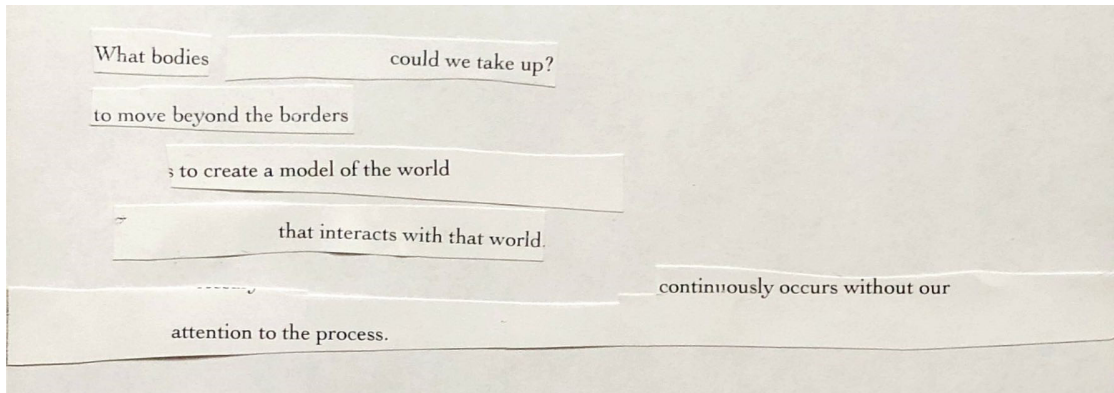 What bodies could we take up?
to move beyond the borders
s to create a model of the world
that interacts with that world.
continuously occurs without our
attention to the process.